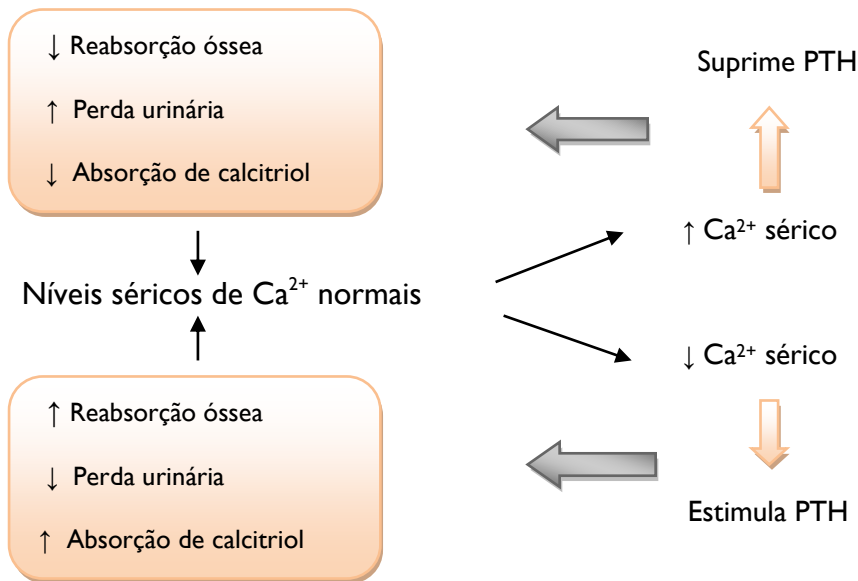 ↓ Reabsorção óssea
↑ Perda urinária
↓ Absorção de calcitriol
Suprime PTH
↑ Ca²⁺ sérico
Níveis séricos de Ca²⁺ normais
↓ Ca²⁺ sérico
↑ Reabsorção óssea
↓ Perda urinária
↑ Absorção de calcitriol
Estimula PTH